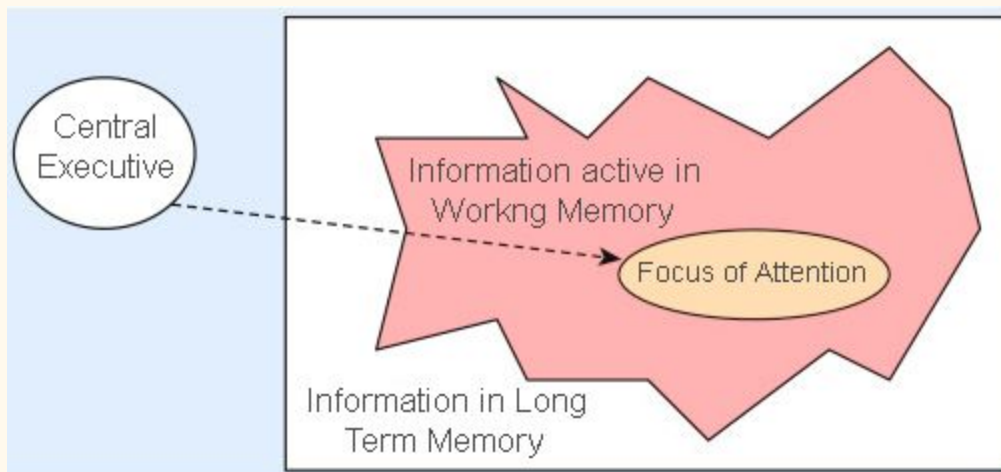 Central
Executive
Information active in
Workng Memory
Focus of Attention
Information in Long
Term Memory